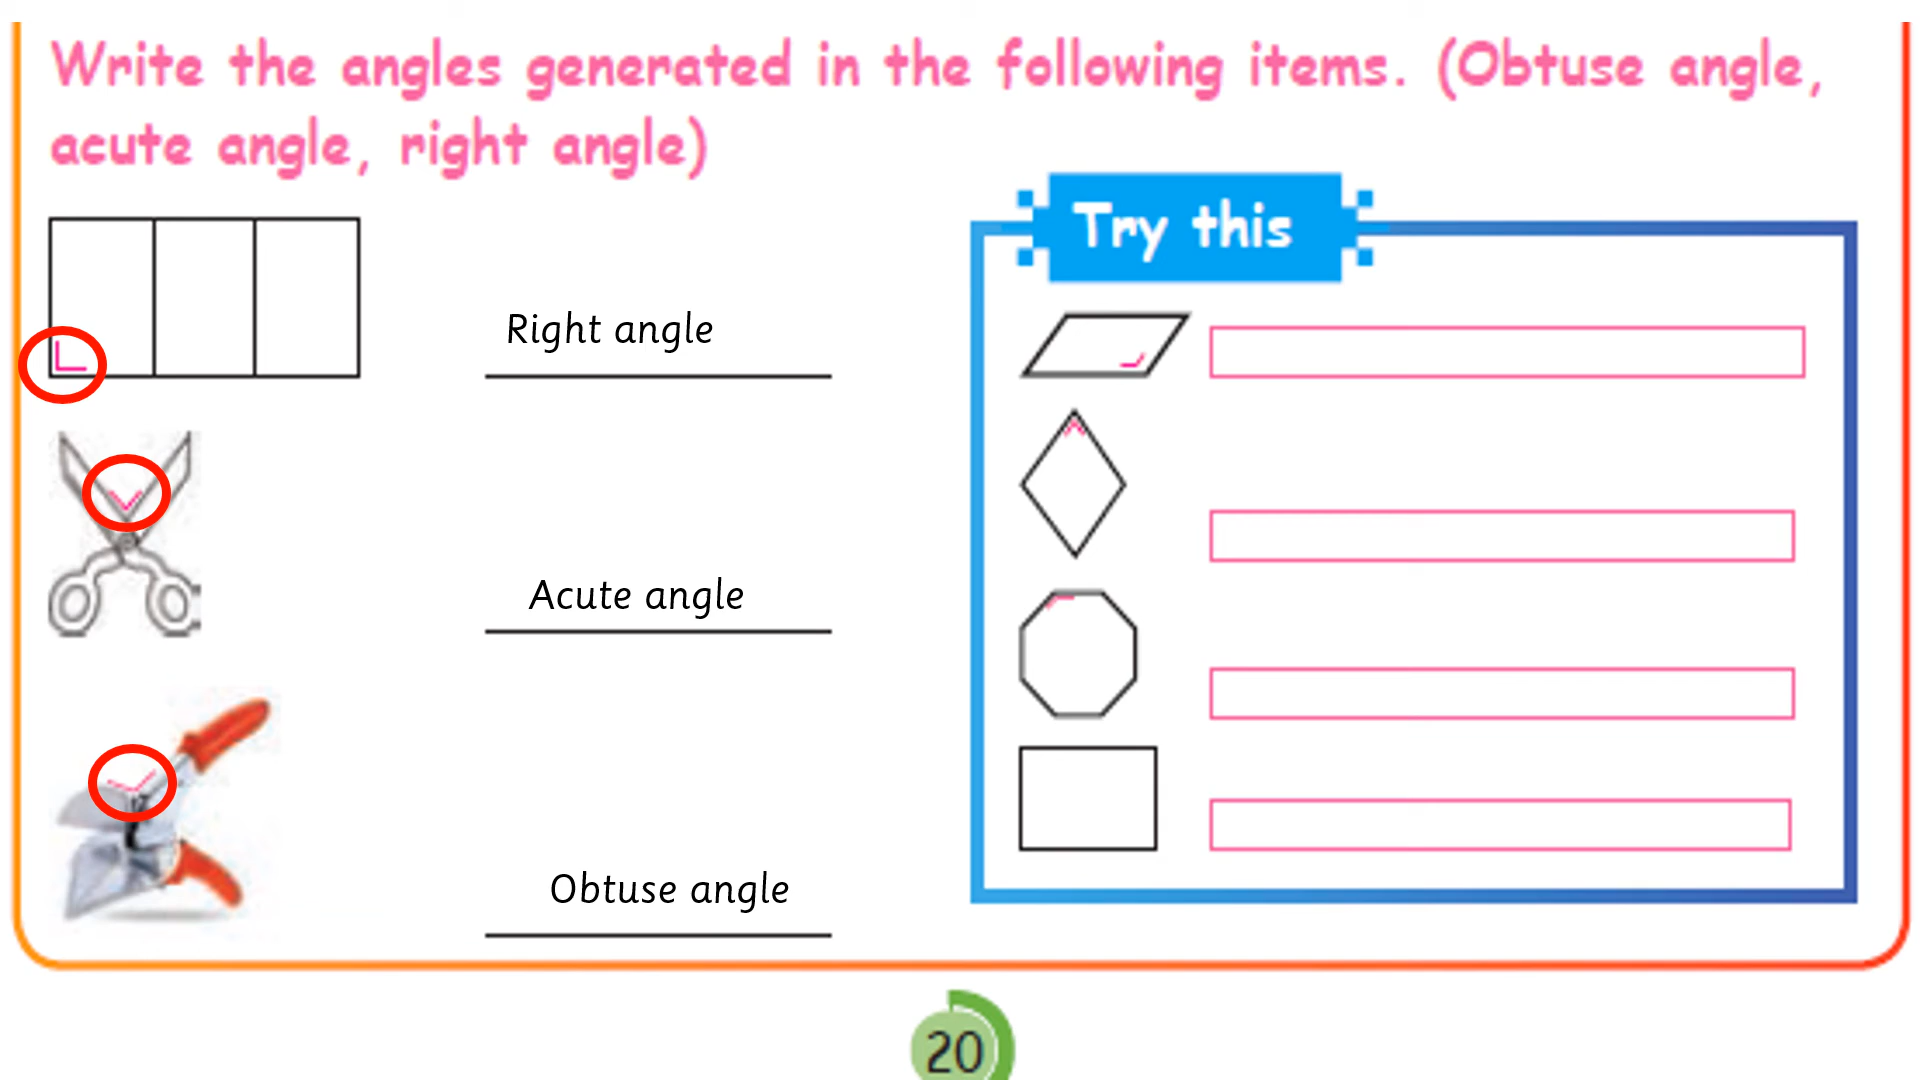 Write the angles generated in the following items. (Obtuse angle,
acute angle, right angle)
Right angle
Acute angle
Obtuse angle
Try this
20